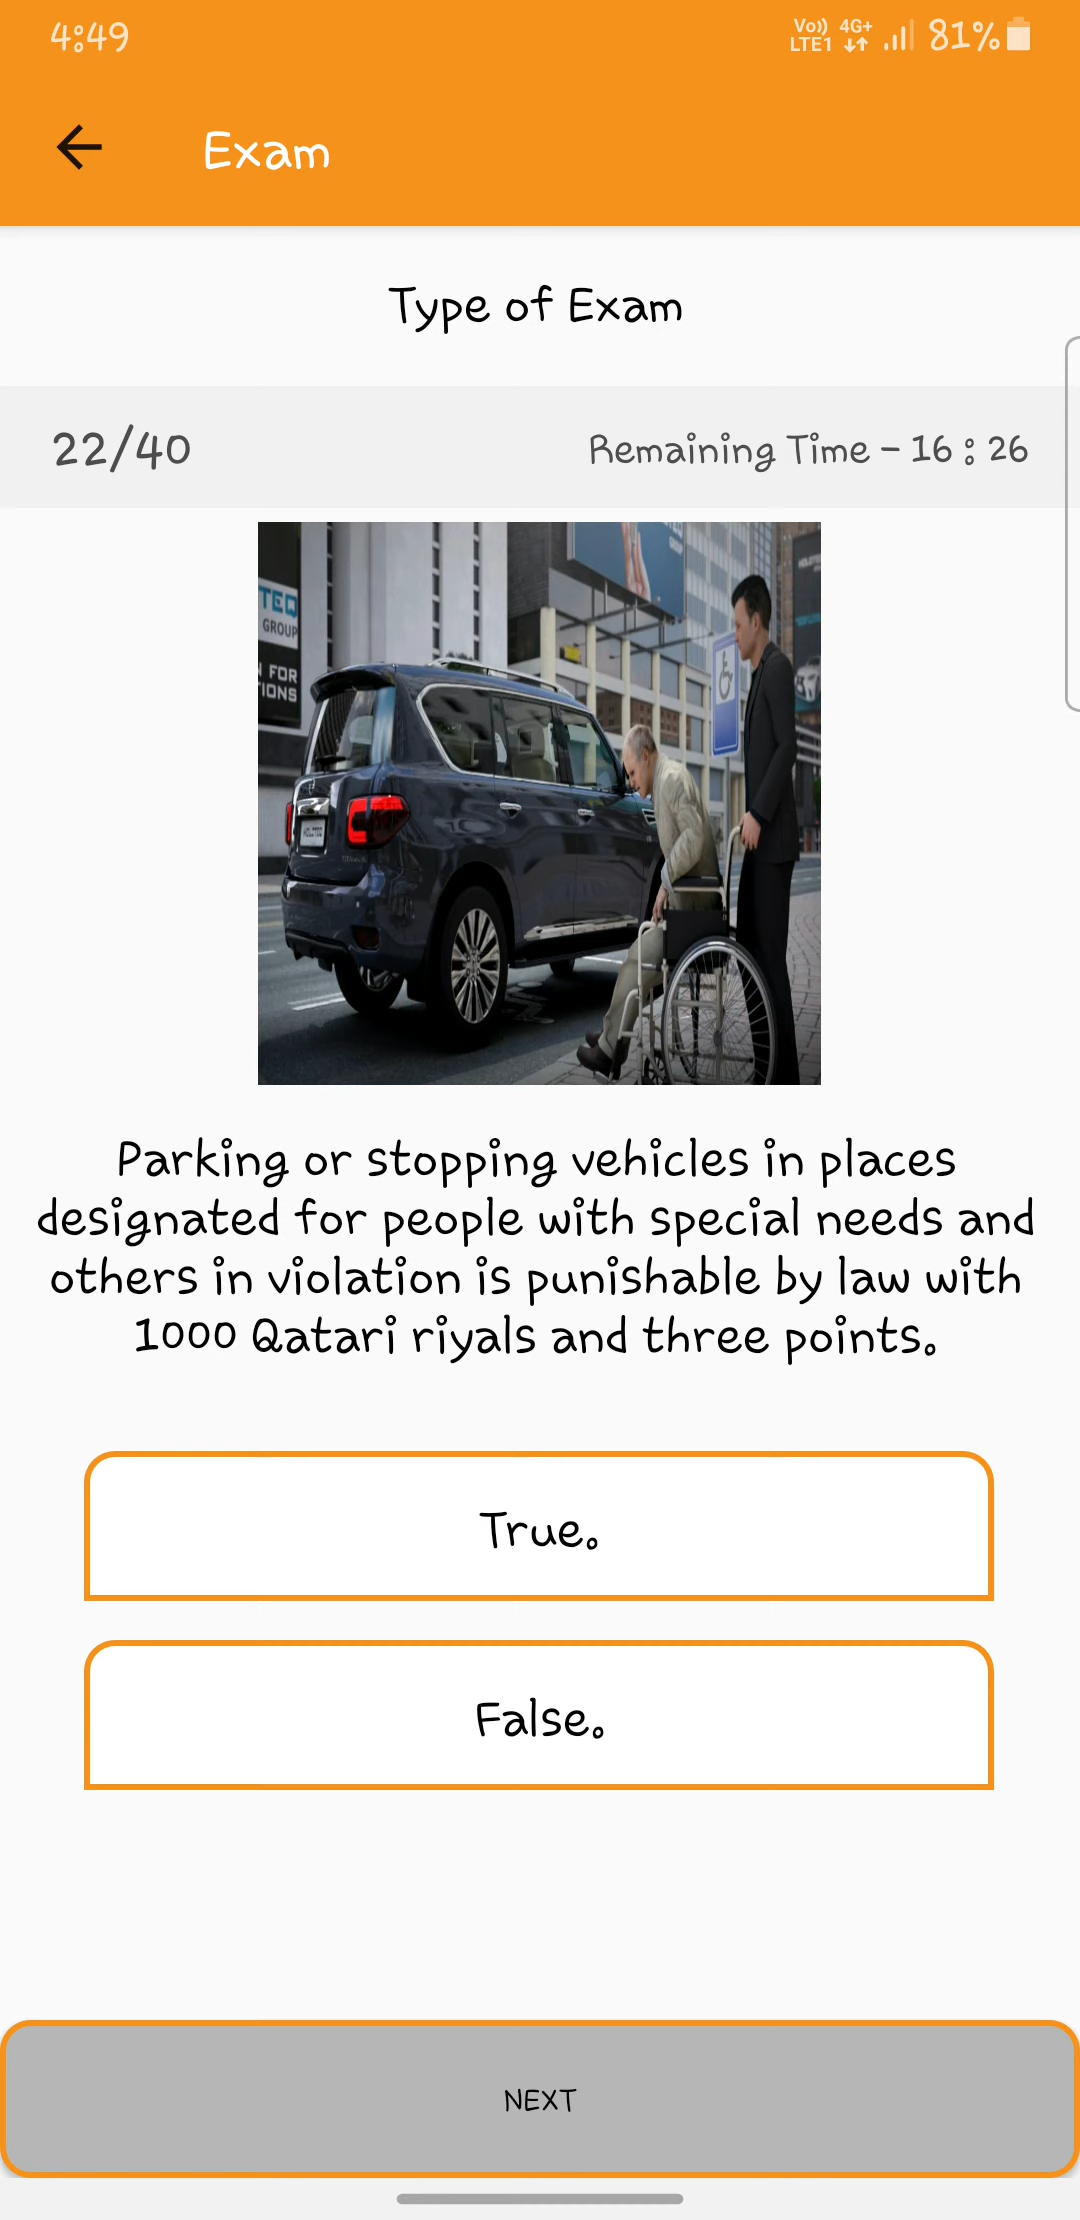 4:49
Vo)) 4G+
LTE1
81%
Exam
Type of Exam
22/40
Remaining Time - 16 : 26
TEQ
GROUP
FOR
IONS
Parking or stopping vehicles in places
designated for people with special needs and
others in violation is punishable by law with
1000 Qatari riyals and three points.
True.
False.
NEXT